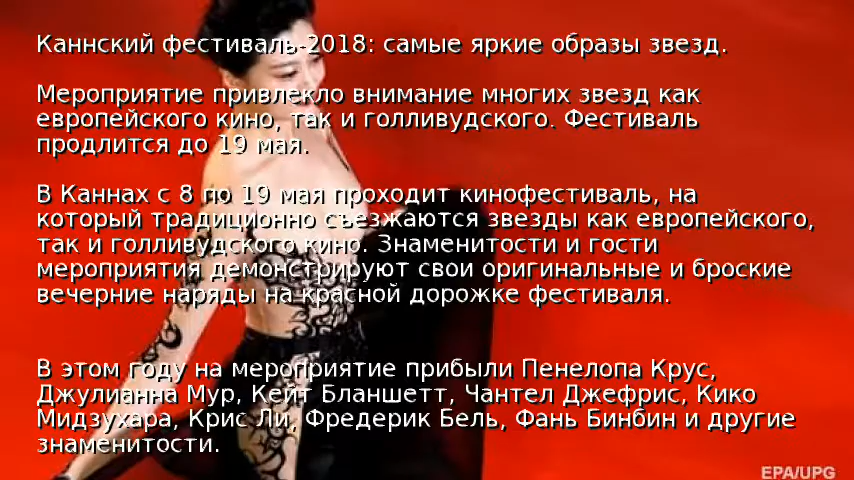 Каннский фестиваль-2018: самые яркие образы звезд.
Мероприятие привлекло внимание многих звезд как
европейского кино, так и голливудского. Фестиваль
продлится до 19 мая.
В Каннах с 8 по 19 мая проходит кинофестиваль, на
который традиционно съезжаются звезды как европейского,
так и голливудского кино. Знаменитости и гости
мероприятия демонстрируют свои оригинальные и броские
вечерние наряды на красной дорожке фестиваля.
В этом году на мероприятие прибыли Пенелопа Крус,
Джулианна Мур, Кейт Бланшетт, Чантел Джефрис, Кико
Мидзухара, Крис Ли, Фредерик Бель, Фань Бинбин и другие
знаменитости.
EPA/UPG